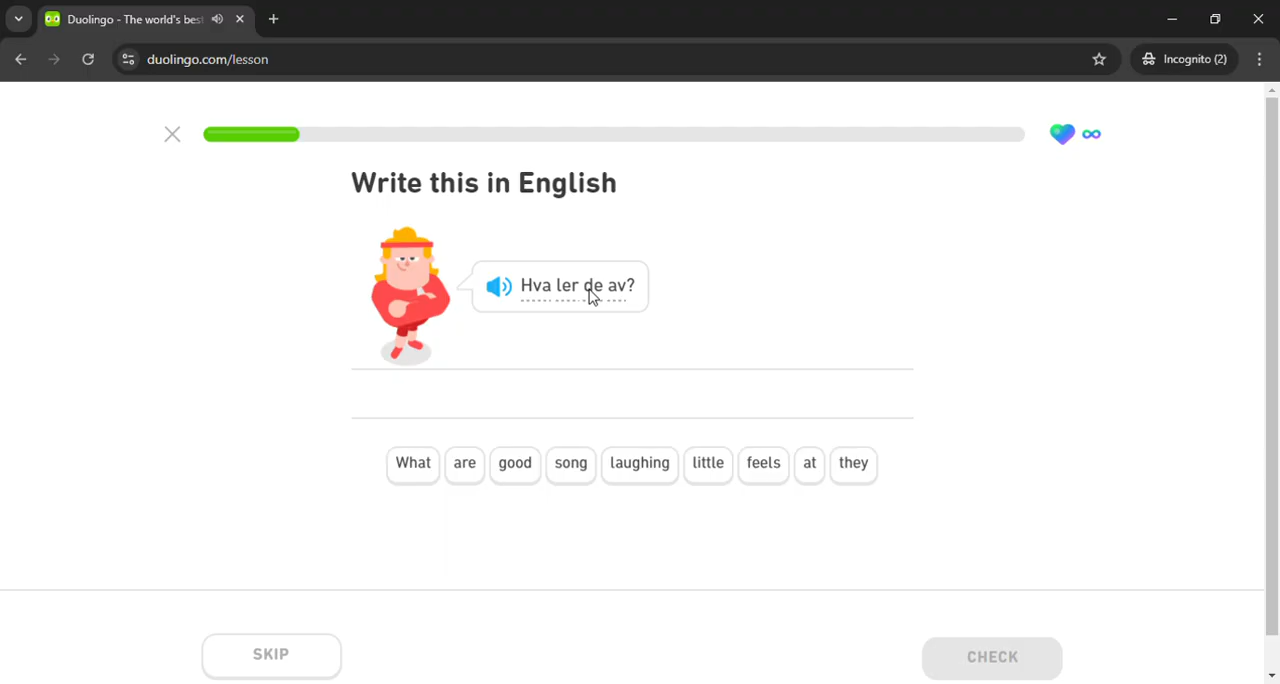 Duolingo - The world's bes
duolingo.com/lesson
Incognito (2)
Write this in English
Hva ler de av?
What are good song laughing little feels at they
SKIP
CHECK